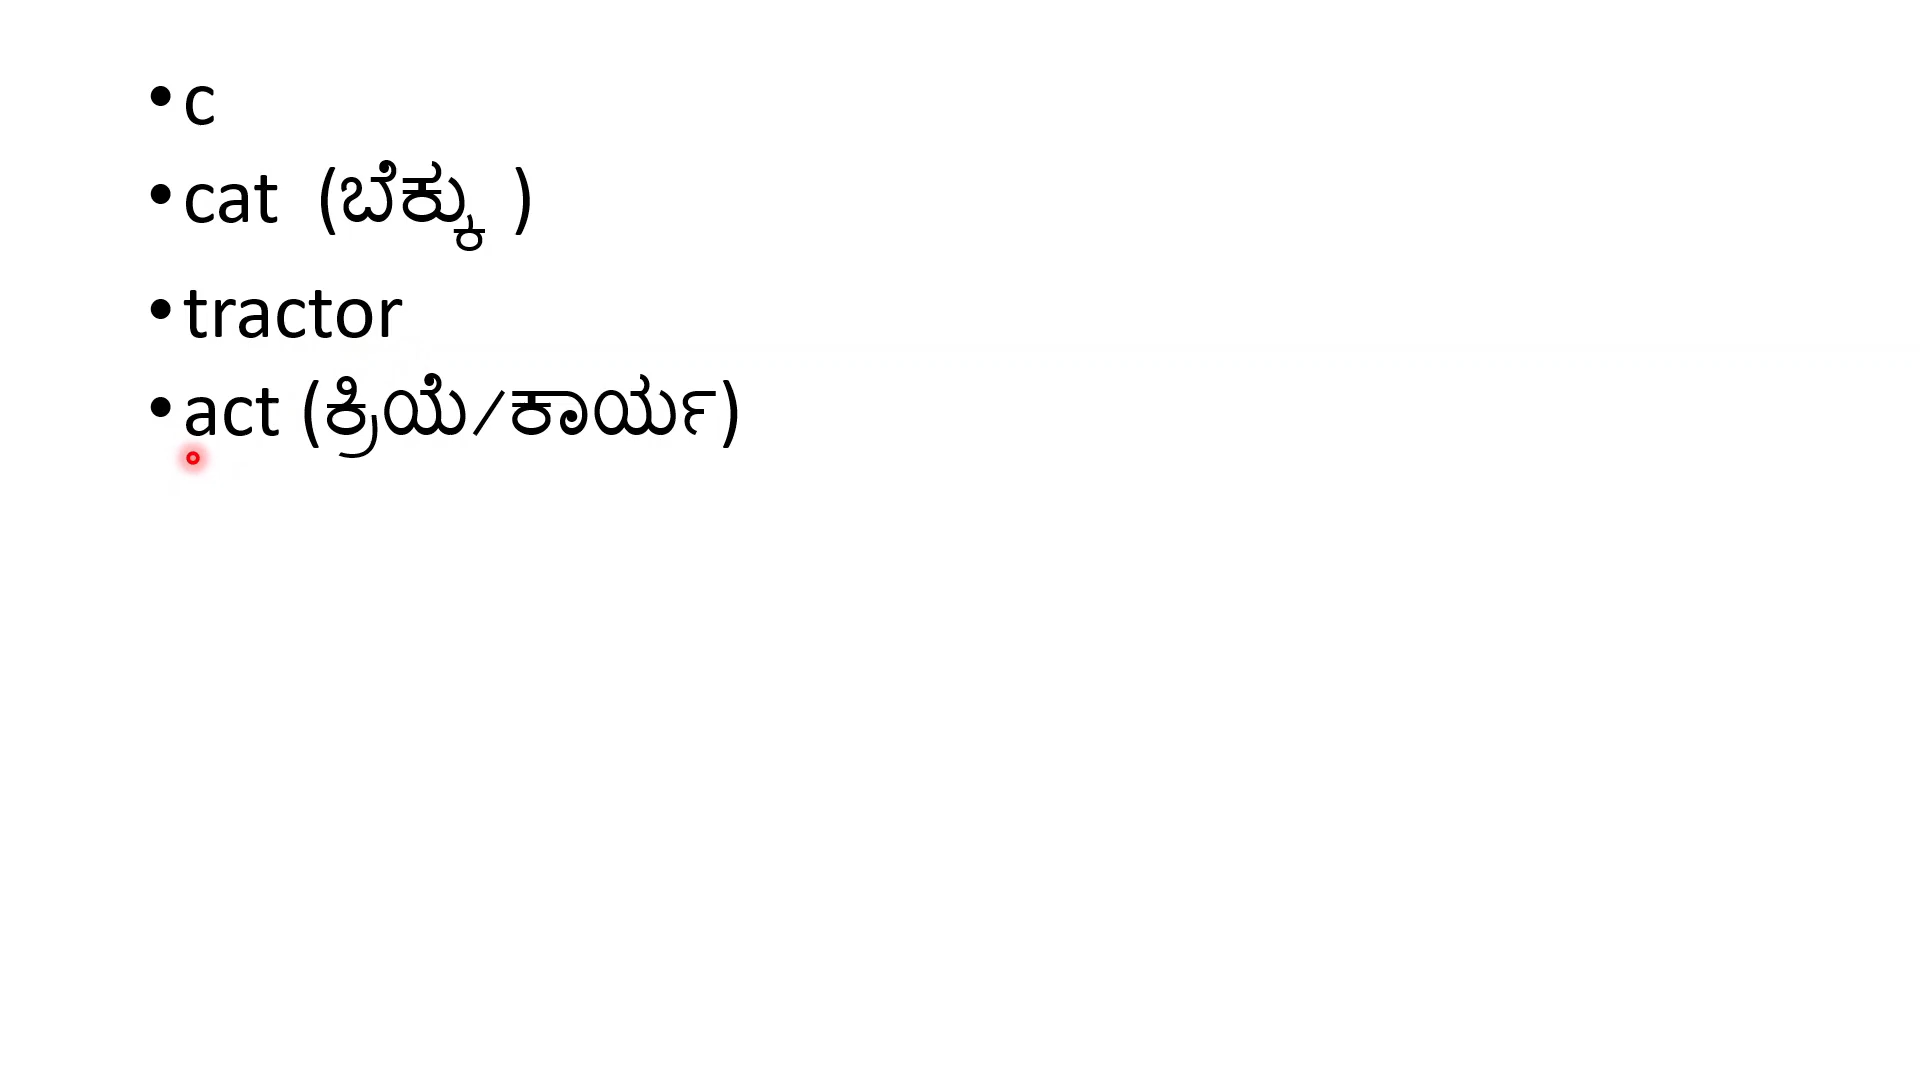 • c
• cat (ಬೆಕ್ಕು )
• tractor
• act (ಕ್ರಿಯೆ/ಕಾರ್ಯ)